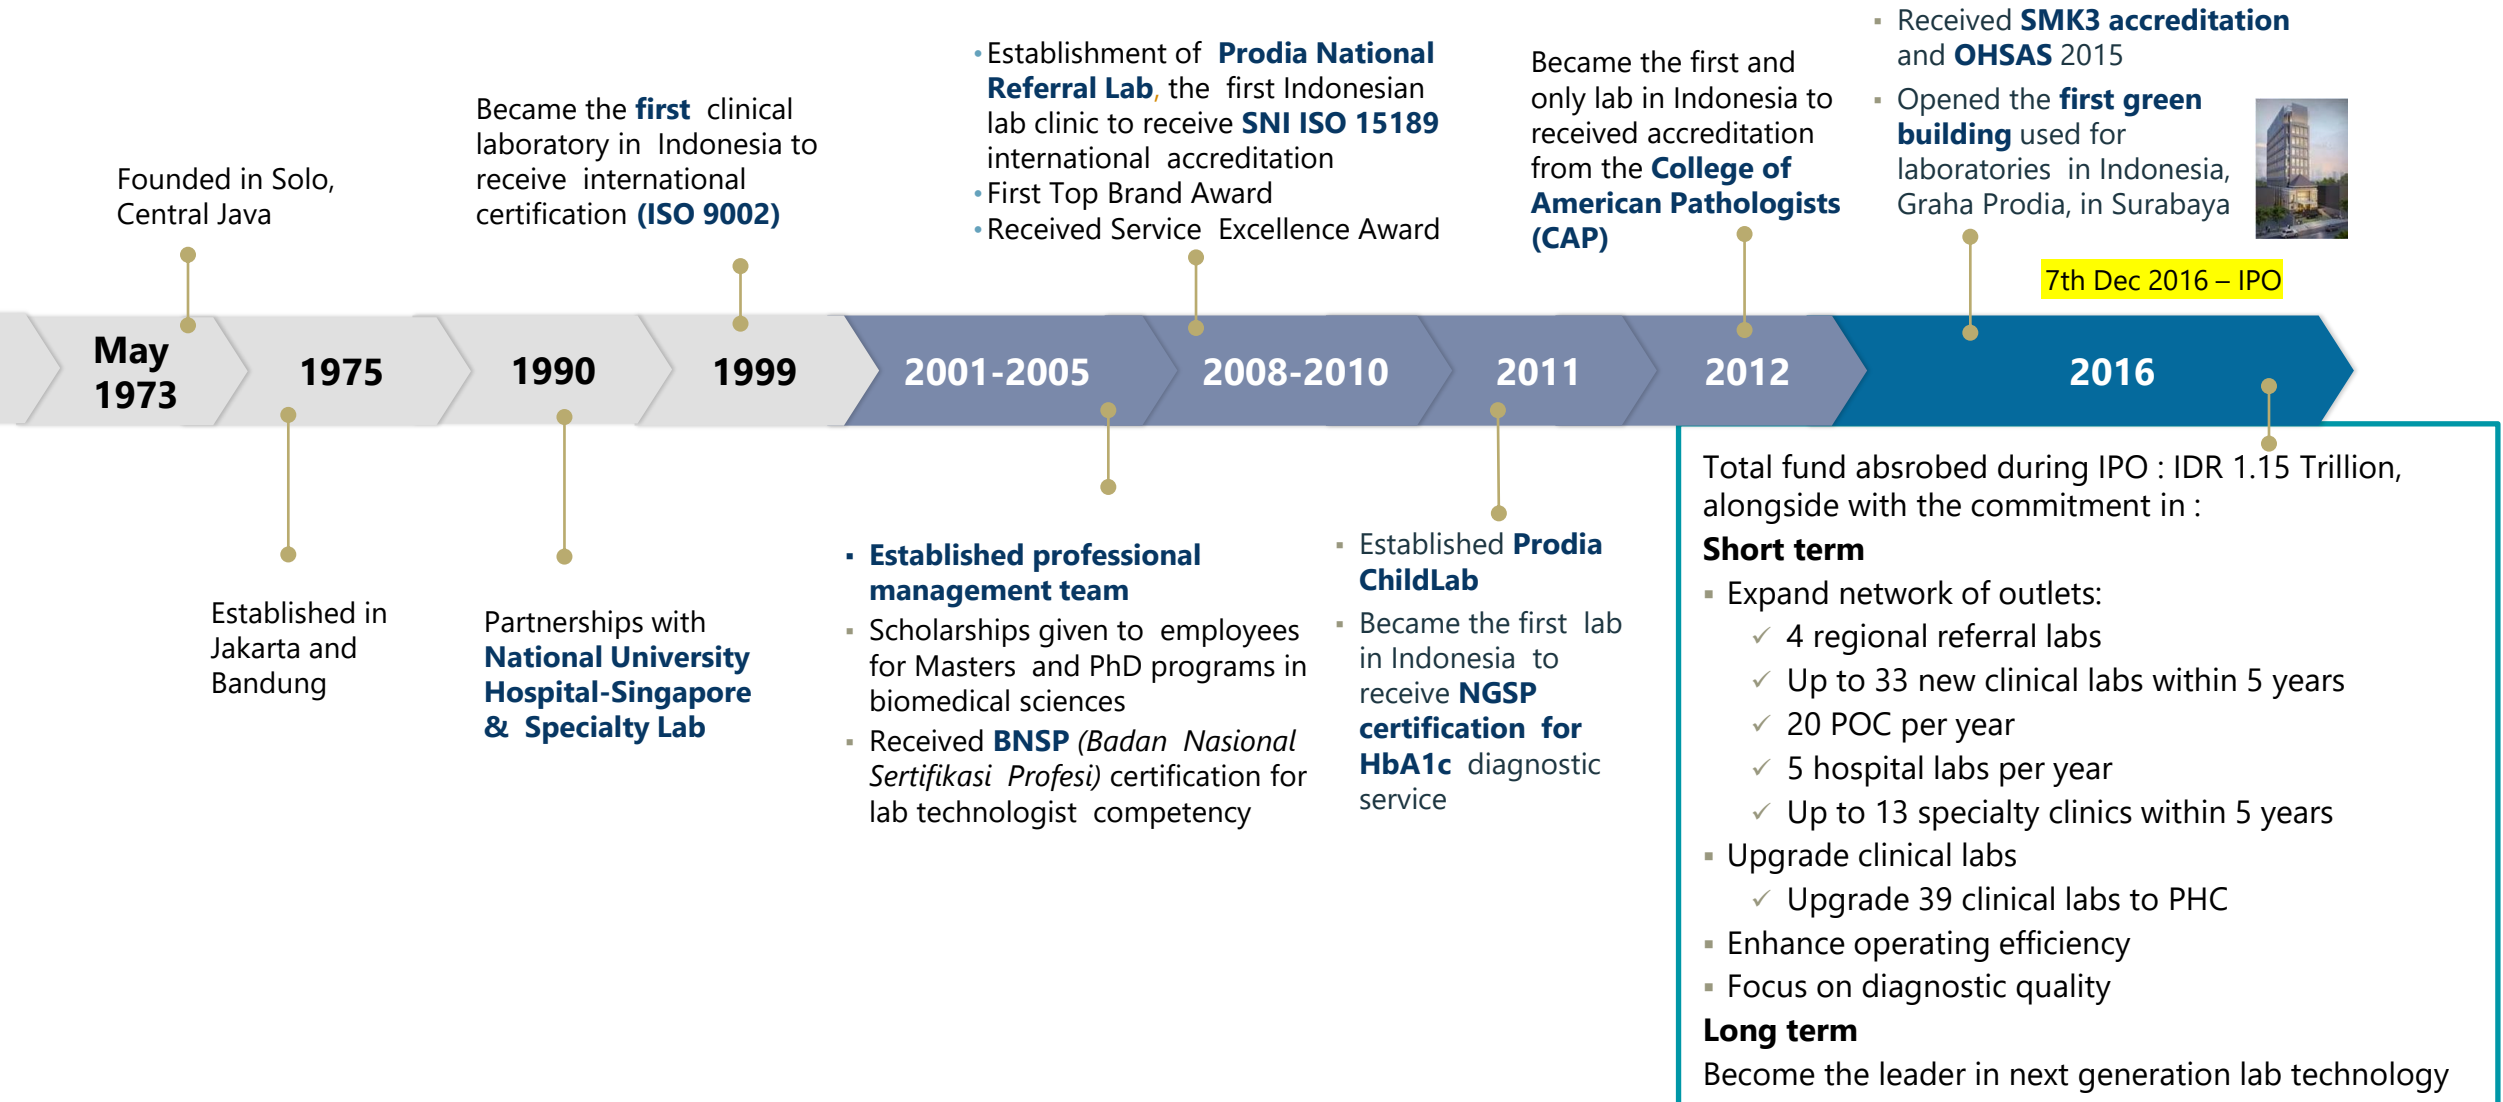 Founded in Solo,
Central Java
Became the first clinical
laboratory in Indonesia to
receive international
certification (ISO 9002)
• Establishment of Prodia National
Referral Lab, the first Indonesian
lab clinic to receive SNI ISO 15189
international accreditation
• First Top Brand Award
• Received Service Excellence Award
Became the first and
only lab in Indonesia to
received accreditation
from the College of
American Pathologists
(CAP)
▪ Received SMK3 accreditation
and OHSAS 2015
▪ Opened the first green
building used for
laboratories in Indonesia,
Graha Prodia, in Surabaya
7th Dec 2016 – IPO
May
1973
1975
1990
1999
2001-2005
2008-2010
2011
2012
2016
Established in
Jakarta and
Bandung
Partnerships with
National University
Hospital-Singapore
& Specialty Lab
▪ Established professional
management team
▪ Scholarships given to employees
for Masters and PhD programs in
biomedical sciences
▪ Received BNSP (Badan Nasional
Sertifikasi Profesi) certification for
lab technologist competency
▪ Established Prodia
ChildLab
▪ Became the first lab
in Indonesia to
receive NGSP
certification for
HbA1c diagnostic
service
Total fund absrobed during IPO : IDR 1.15 Trillion,
alongside with the commitment in :
Short term
▪ Expand network of outlets:
✓ 4 regional referral labs
✓ Up to 33 new clinical labs within 5 years
✓ 20 POC per year
✓ 5 hospital labs per year
✓ Up to 13 specialty clinics within 5 years
▪ Upgrade clinical labs
✓ Upgrade 39 clinical labs to PHC
▪ Enhance operating efficiency
▪ Focus on diagnostic quality
Long term
Become the leader in next generation lab technology